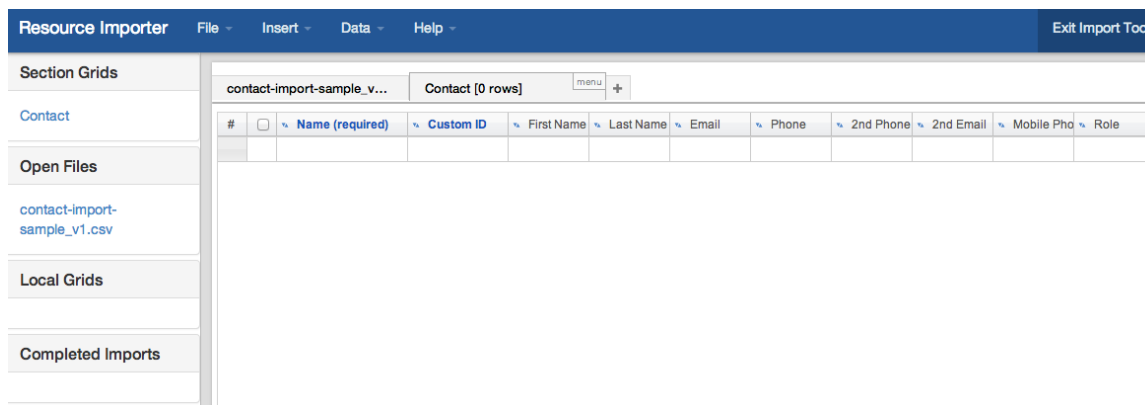 Resource Importer File Insert Data Help Exit Import Too
Section Grids
Contact
Open Files
contact-import-
sample_v1.csv
Local Grids
Completed Imports
contact-import-sample_v... Contact [0 rows] menu +
# Name (required) Custom ID First Name Last Name Email Phone 2nd Phone 2nd Email Mobile Pho Role